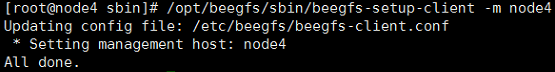 [root@node4 sbin]# /opt/beegfs/sbin/beegfs-setup-client -m node4
Updating config file: /etc/beegfs/beegfs-client.conf
 * Setting management host: node4
All done.